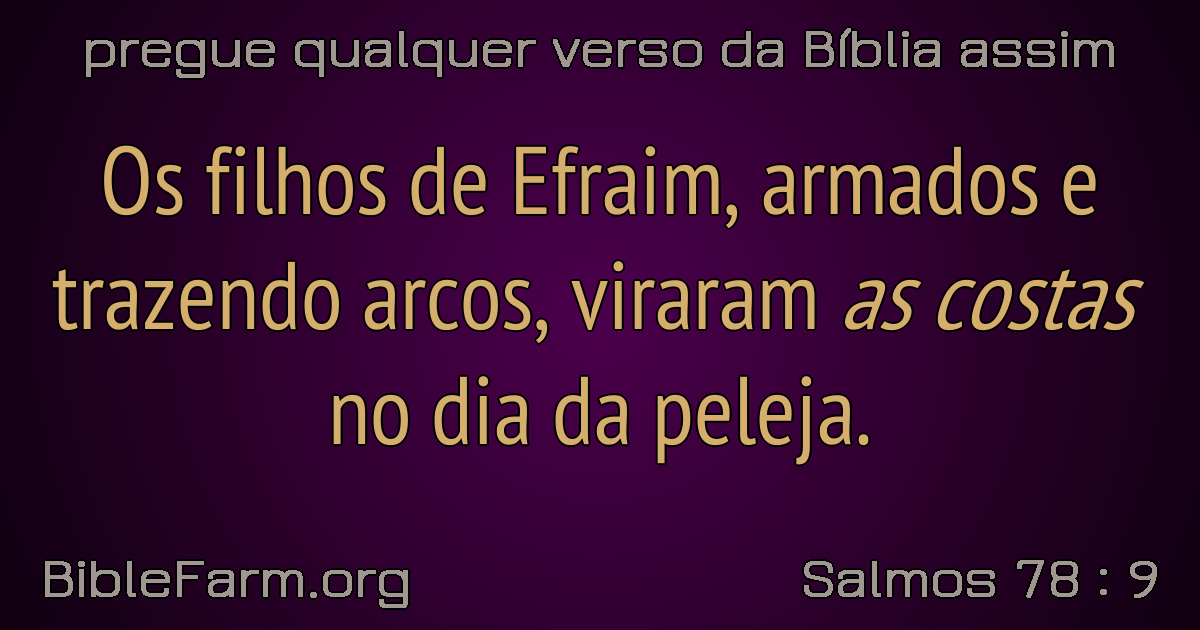 pregue qualquer verso da Bíblia assim
Os filhos de Efraim, armados e
trazendo arcos, viraram as costas
no dia da peleja.
BibleFarm.org
Salmos 78 : 9